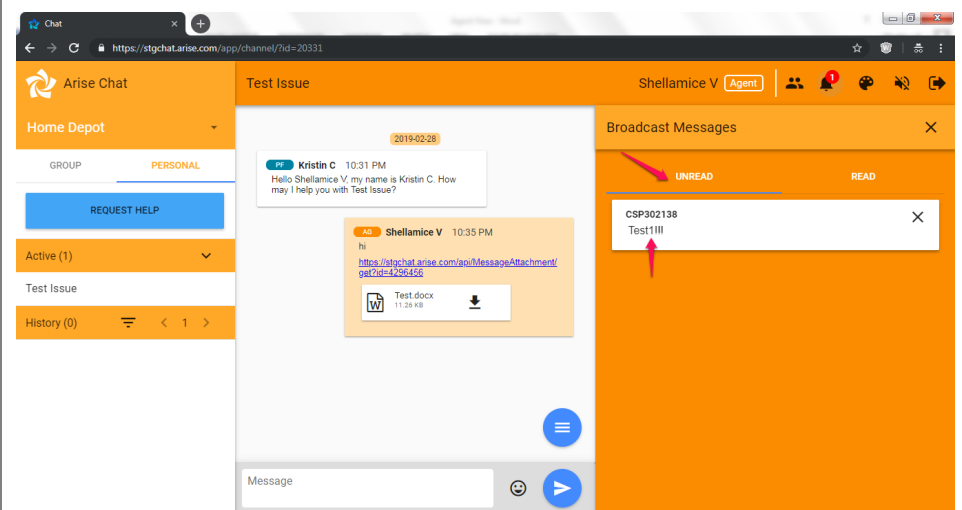 Chat
https://stgchat.arise.com/app/channel/?id=20331
Arise Chat
Test Issue
Shellamice V Agent
1
Home Depot
Broadcast Messages
GROUP PERSONAL
REQUEST HELP
Active (1)
Test Issue
History (0)
1
2019-02-28
PF Kristin C 10:31 PM
Hello Shellamice V, my name is Kristin C. How
may I help you with Test Issue?
AG Shellamice V 10:35 PM
hi
https://stgchat.arise.com/api/MessageAttachment/
get?id=4296456
Test.docx
11.26 KB
Message
UNREAD READ
CSP302138
Test1!!!